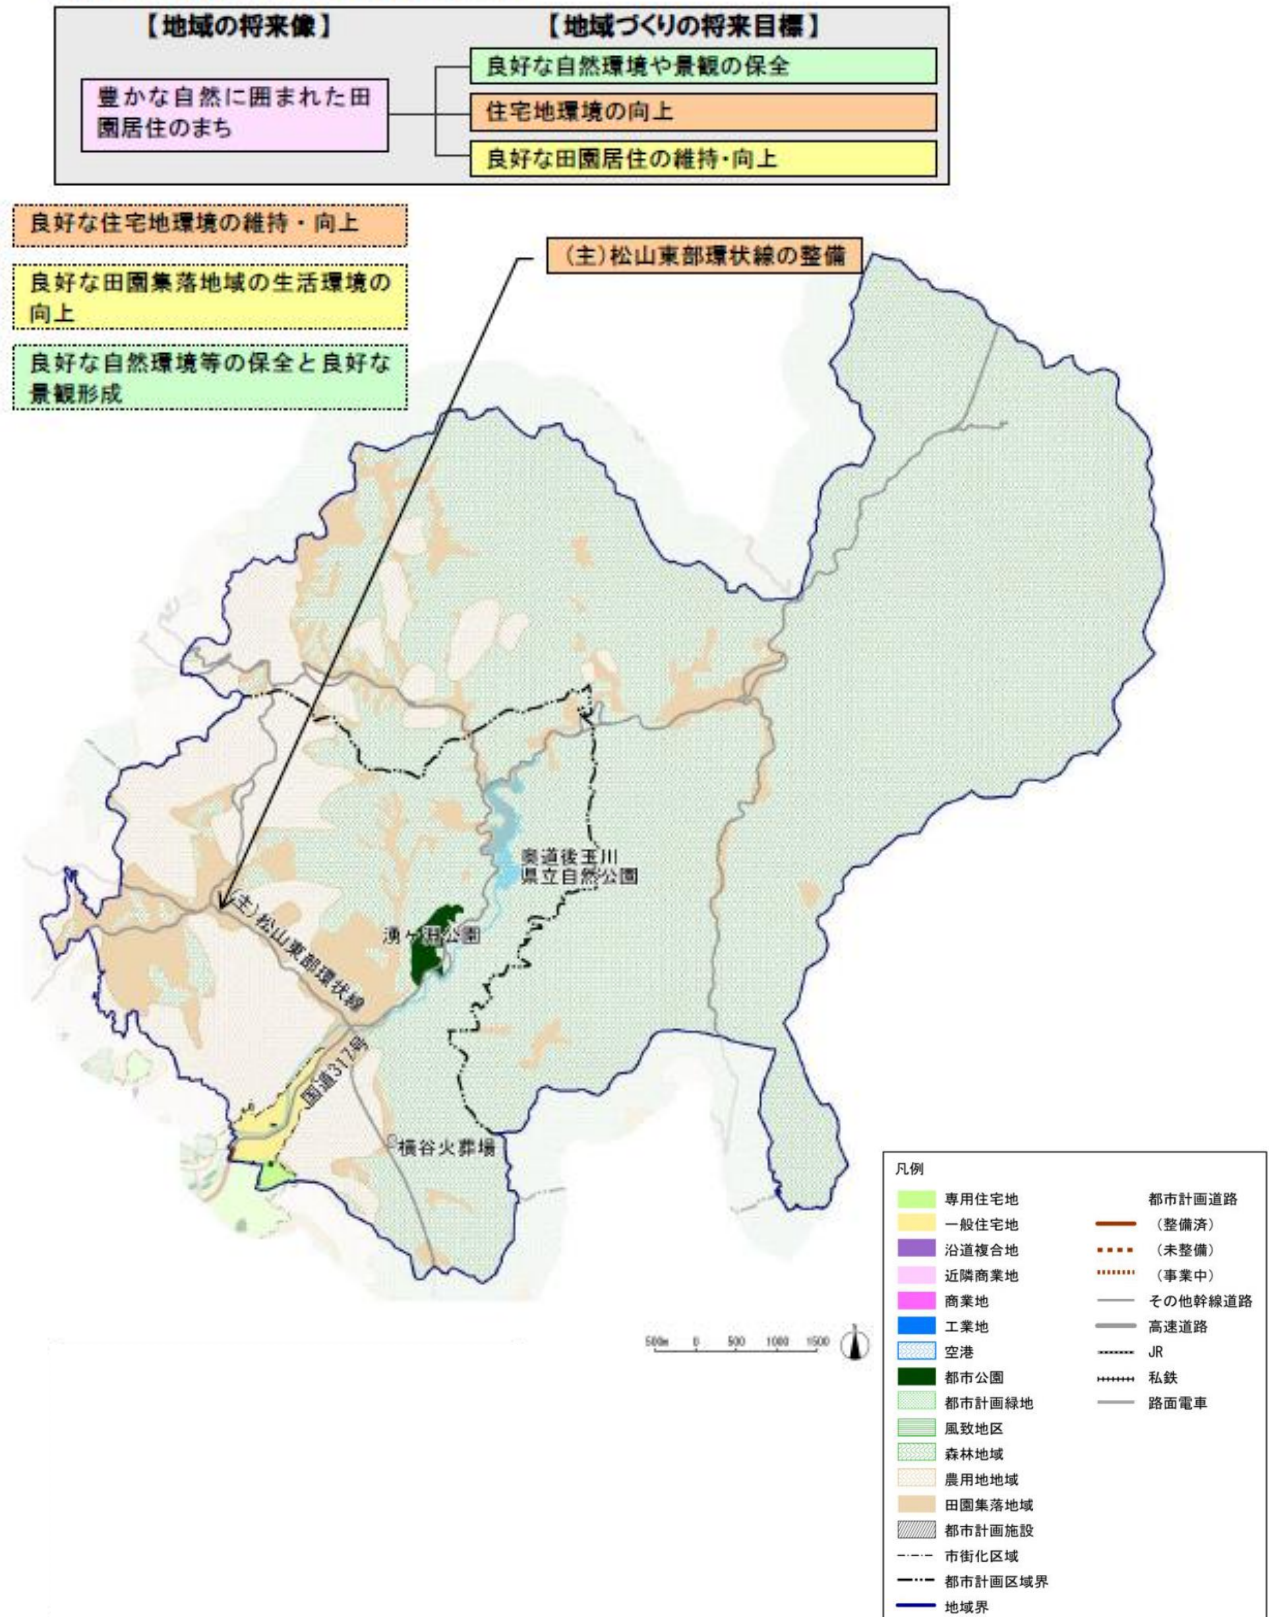 【地域の将来像】
【地域づくりの将来目標】
豊かな自然に囲まれた田
園居住のまち
良好な自然環境や景観の保全
住宅地環境の向上
良好な田園居住の維持・向上
良好な住宅地環境の維持・向上
良好な田園集落地域の生活環境の
向上
良好な自然環境等の保全と良好な
景観形成
(主)松山東部環状線の整備
奥道後玉川
県立自然公園
湧ヶ淵公園
(主)松山東部環状線
国道317号
横谷火葬場
500m 0 500 1000 1500
凡例
専用住宅地
一般住宅地
沿道複合地
近隣商業地
商業地
工業地
空港
都市公園
都市計画緑地
風致地区
森林地域
農用地地域
田園集落地域
都市計画施設
市街化区域
都市計画区域界
地域界
都市計画道路
(整備済)
(未整備)
(事業中)
その他幹線道路
高速道路
JR
私鉄
路面電車